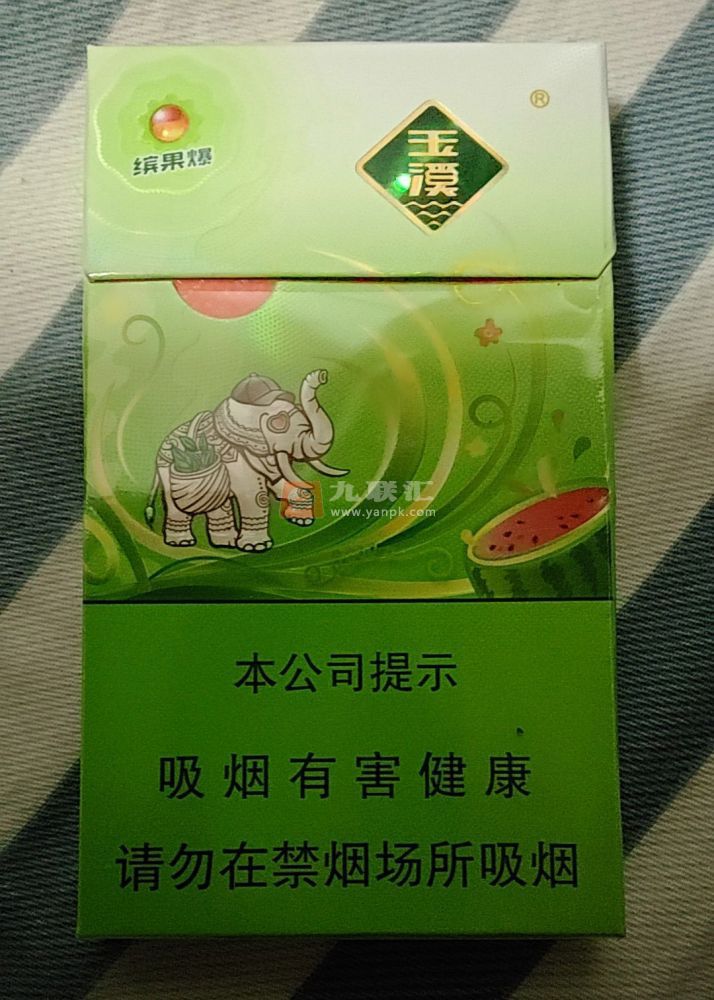 缤果爆
®
玉溪
九联汇
www.yanpk.com
本公司提示
吸烟有害健康
请勿在禁烟场所吸烟